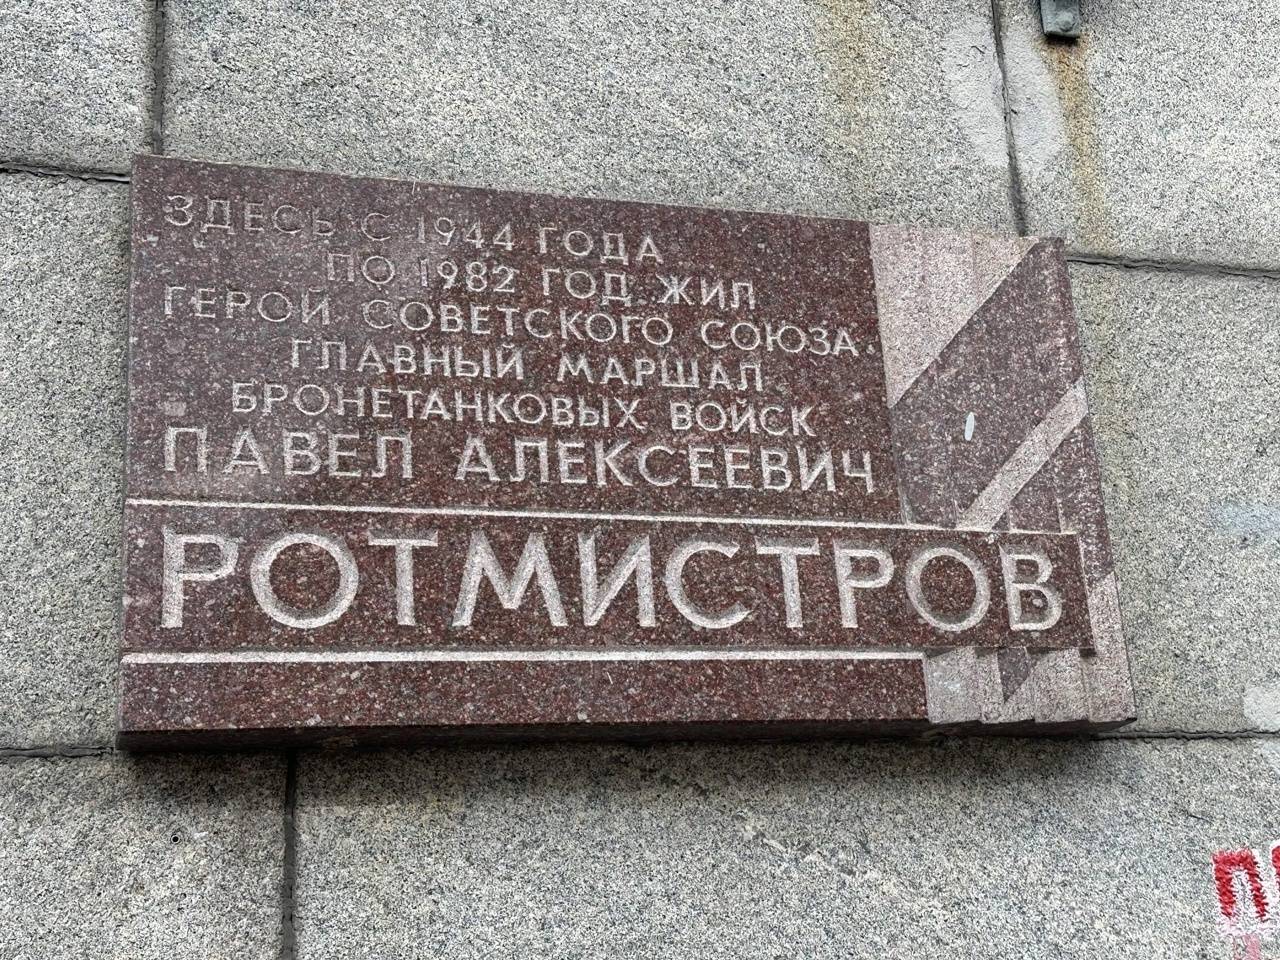 ЗДЕСЬ С 1944 ГОДА
ПО 1982 ГОД ЖИЛ
ГЕРОЙ СОВЕТСКОГО СОЮЗА
ГЛАВНЫЙ МАРШАЛ
БРОНЕТАНКОВЫХ ВОЙСК
ПАВЕЛ АЛЕКСЕЕВИЧ
РОТМИСТРОВ